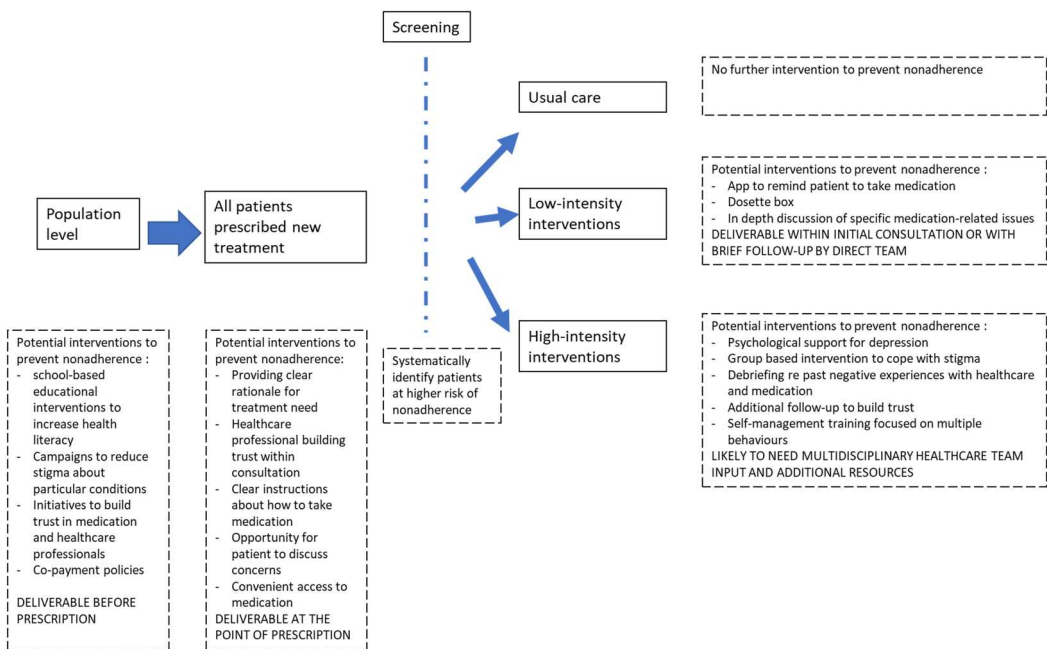 Screening
Usual care
No further intervention to prevent nonadherence
Population
level
All patients
prescribed new
treatment
Low-intensity
interventions
Potential interventions to prevent nonadherence :
- App to remind patient to take medication
- Dosette box
- In depth discussion of specific medication-related issues
DELIVERABLE WITHIN INITIAL CONSULTATION OR WITH
BRIEF FOLLOW-UP BY DIRECT TEAM
High-intensity
interventions
Potential interventions to prevent nonadherence :
- Psychological support for depression
- Group based intervention to cope with stigma
- Debriefing re past negative experiences with healthcare
and medication
- Additional follow-up to build trust
- Self-management training focused on multiple
behaviours
LIKELY TO NEED MULTIDISCIPLINARY HEALTHCARE TEAM
INPUT AND ADDITIONAL RESOURCES
Potential interventions to
prevent nonadherence :
- school-based
educational
interventions to
increase health
literacy
- Campaigns to reduce
stigma about
particular conditions
- Initiatives to build
trust in medication
and healthcare
professionals
- Co-payment policies
DELIVERABLE BEFORE
PRESCRIPTION
Potential interventions to
prevent nonadherence:
- Providing clear
rationale for
treatment need
- Healthcare
professional building
trust within
consultation
- Clear instructions
about how to take
medication
- Opportunity for
patient to discuss
concerns
- Convenient access to
medication
DELIVERABLE AT THE
POINT OF PRESCRIPTION
Systematically
identify patients
at higher risk of
nonadherence